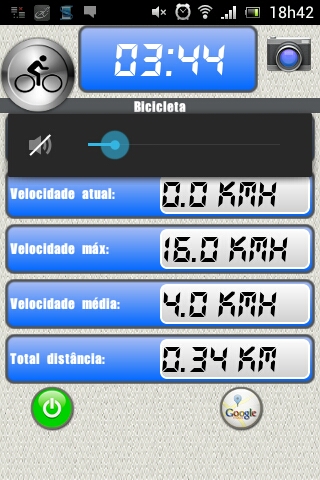 18h42
03:44
Bicicleta
Velocidade atual: 0.0 KMH
Velocidade máx: 16.0 KMH
Velocidade média: 4.0 KMH
Total distância: 0.34 KM
Google